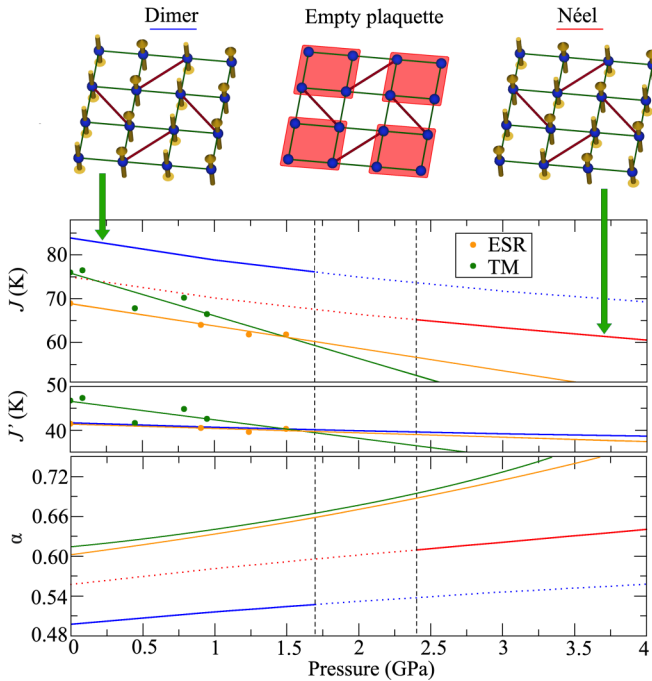 Dimer
Empty plaquette
Néel
J (K)
80
70
60
ESR
TM
J' (K)
50
40
α
0.72
0.66
0.60
0.54
0.48
0 0.5 1 1.5 2 2.5 3 3.5 4
Pressure (GPa)